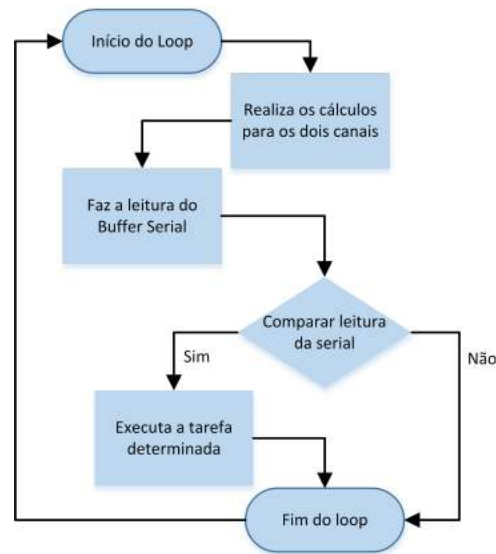 Início do Loop
Realiza os cálculos
para os dois canais
Faz a leitura do
Buffer Serial
Comparar leitura
da serial
Sim
Não
Executa a tarefa
determinada
Fim do loop